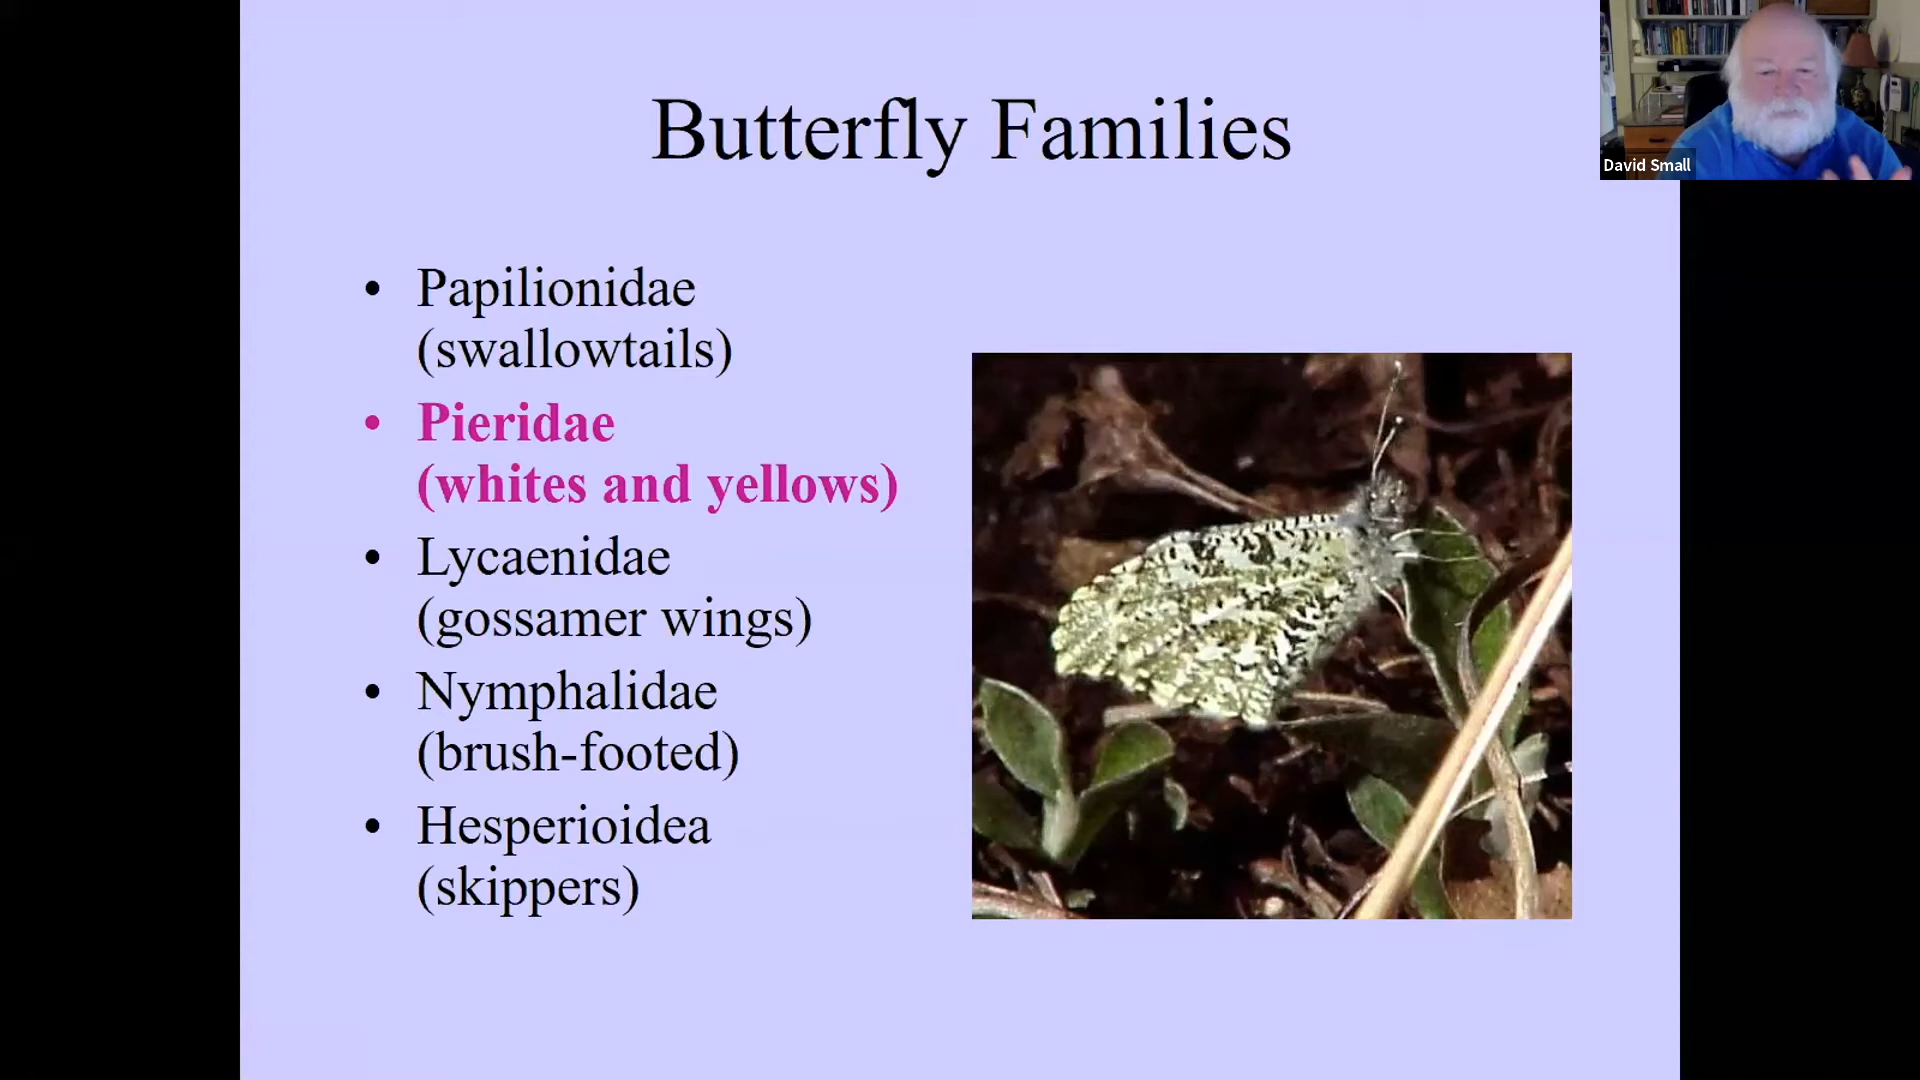 Butterfly Families
David Small
• Papilionidae
(swallowtails)
• Pieridae
(whites and yellows)
• Lycaenidae
(gossamer wings)
• Nymphalidae
(brush-footed)
• Hesperioidea
(skippers)